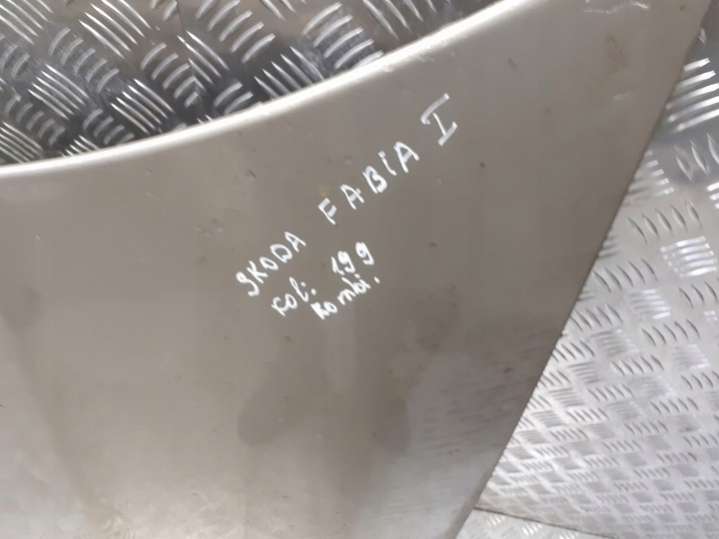 SKODA FABiA I
kol: 199
Kombi.